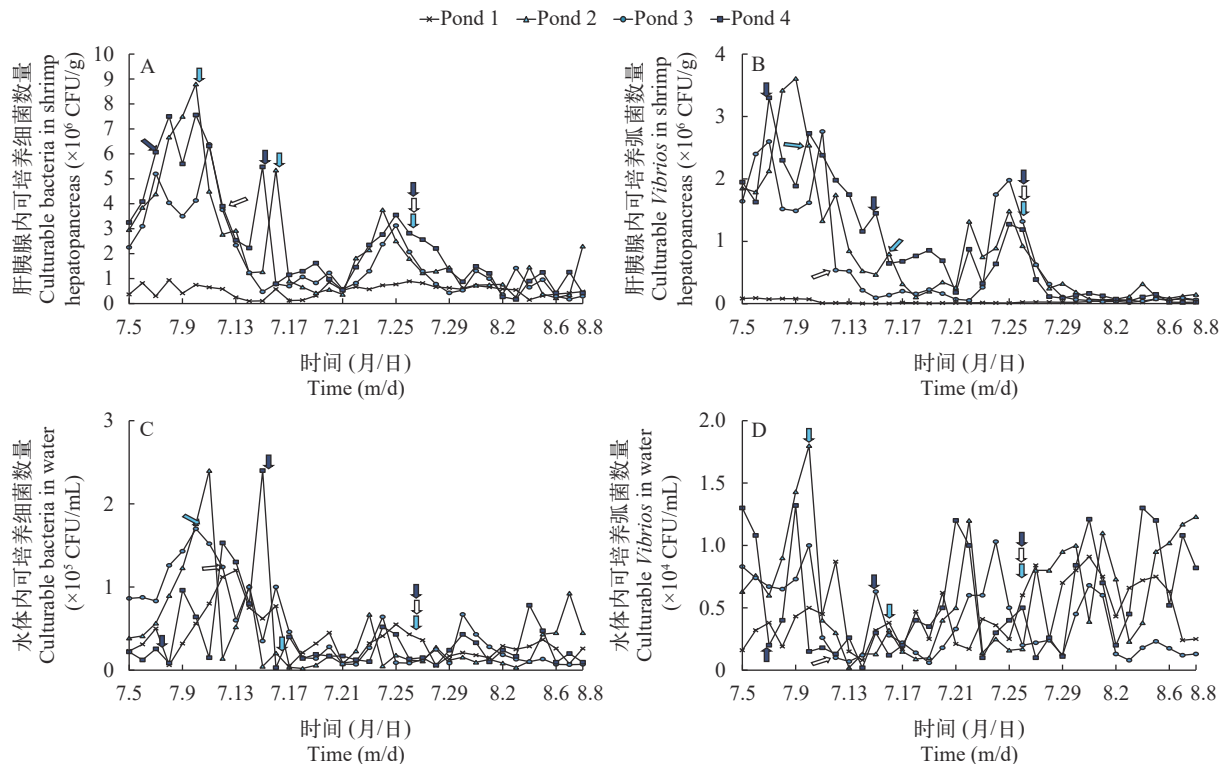 Pond 1 Pond 2 Pond 3 Pond 4
A
肝胰腺内可培养细菌数量
Culturable bacteria in shrimp
hepatopancreas (×10⁶ CFU/g)
10
9
8
7
6
5
4
3
2
1
0
7.5 7.9 7.13 7.17 7.21 7.25 7.29 8.2 8.6 8.8
时间 (月/日)
Time (m/d)
B
肝胰腺内可培养弧菌数量
Culturable Vibrios in shrimp
hepatopancreas (×10⁶ CFU/g)
4
3
2
1
0
7.5 7.9 7.13 7.17 7.21 7.25 7.29 8.2 8.6 8.8
时间 (月/日)
Time (m/d)
C
水体内可培养细菌数量
Culturable bacteria in water
(×10⁵ CFU/mL)
3
2
1
0
7.5 7.9 7.13 7.17 7.21 7.25 7.29 8.2 8.6 8.8
时间 (月/日)
Time (m/d)
D
水体内可培养弧菌数量
Culturable Vibrios in water
(×10⁴ CFU/mL)
2.0
1.5
1.0
0.5
0
7.5 7.9 7.13 7.17 7.21 7.25 7.29 8.2 8.6 8.8
时间 (月/日)
Time (m/d)